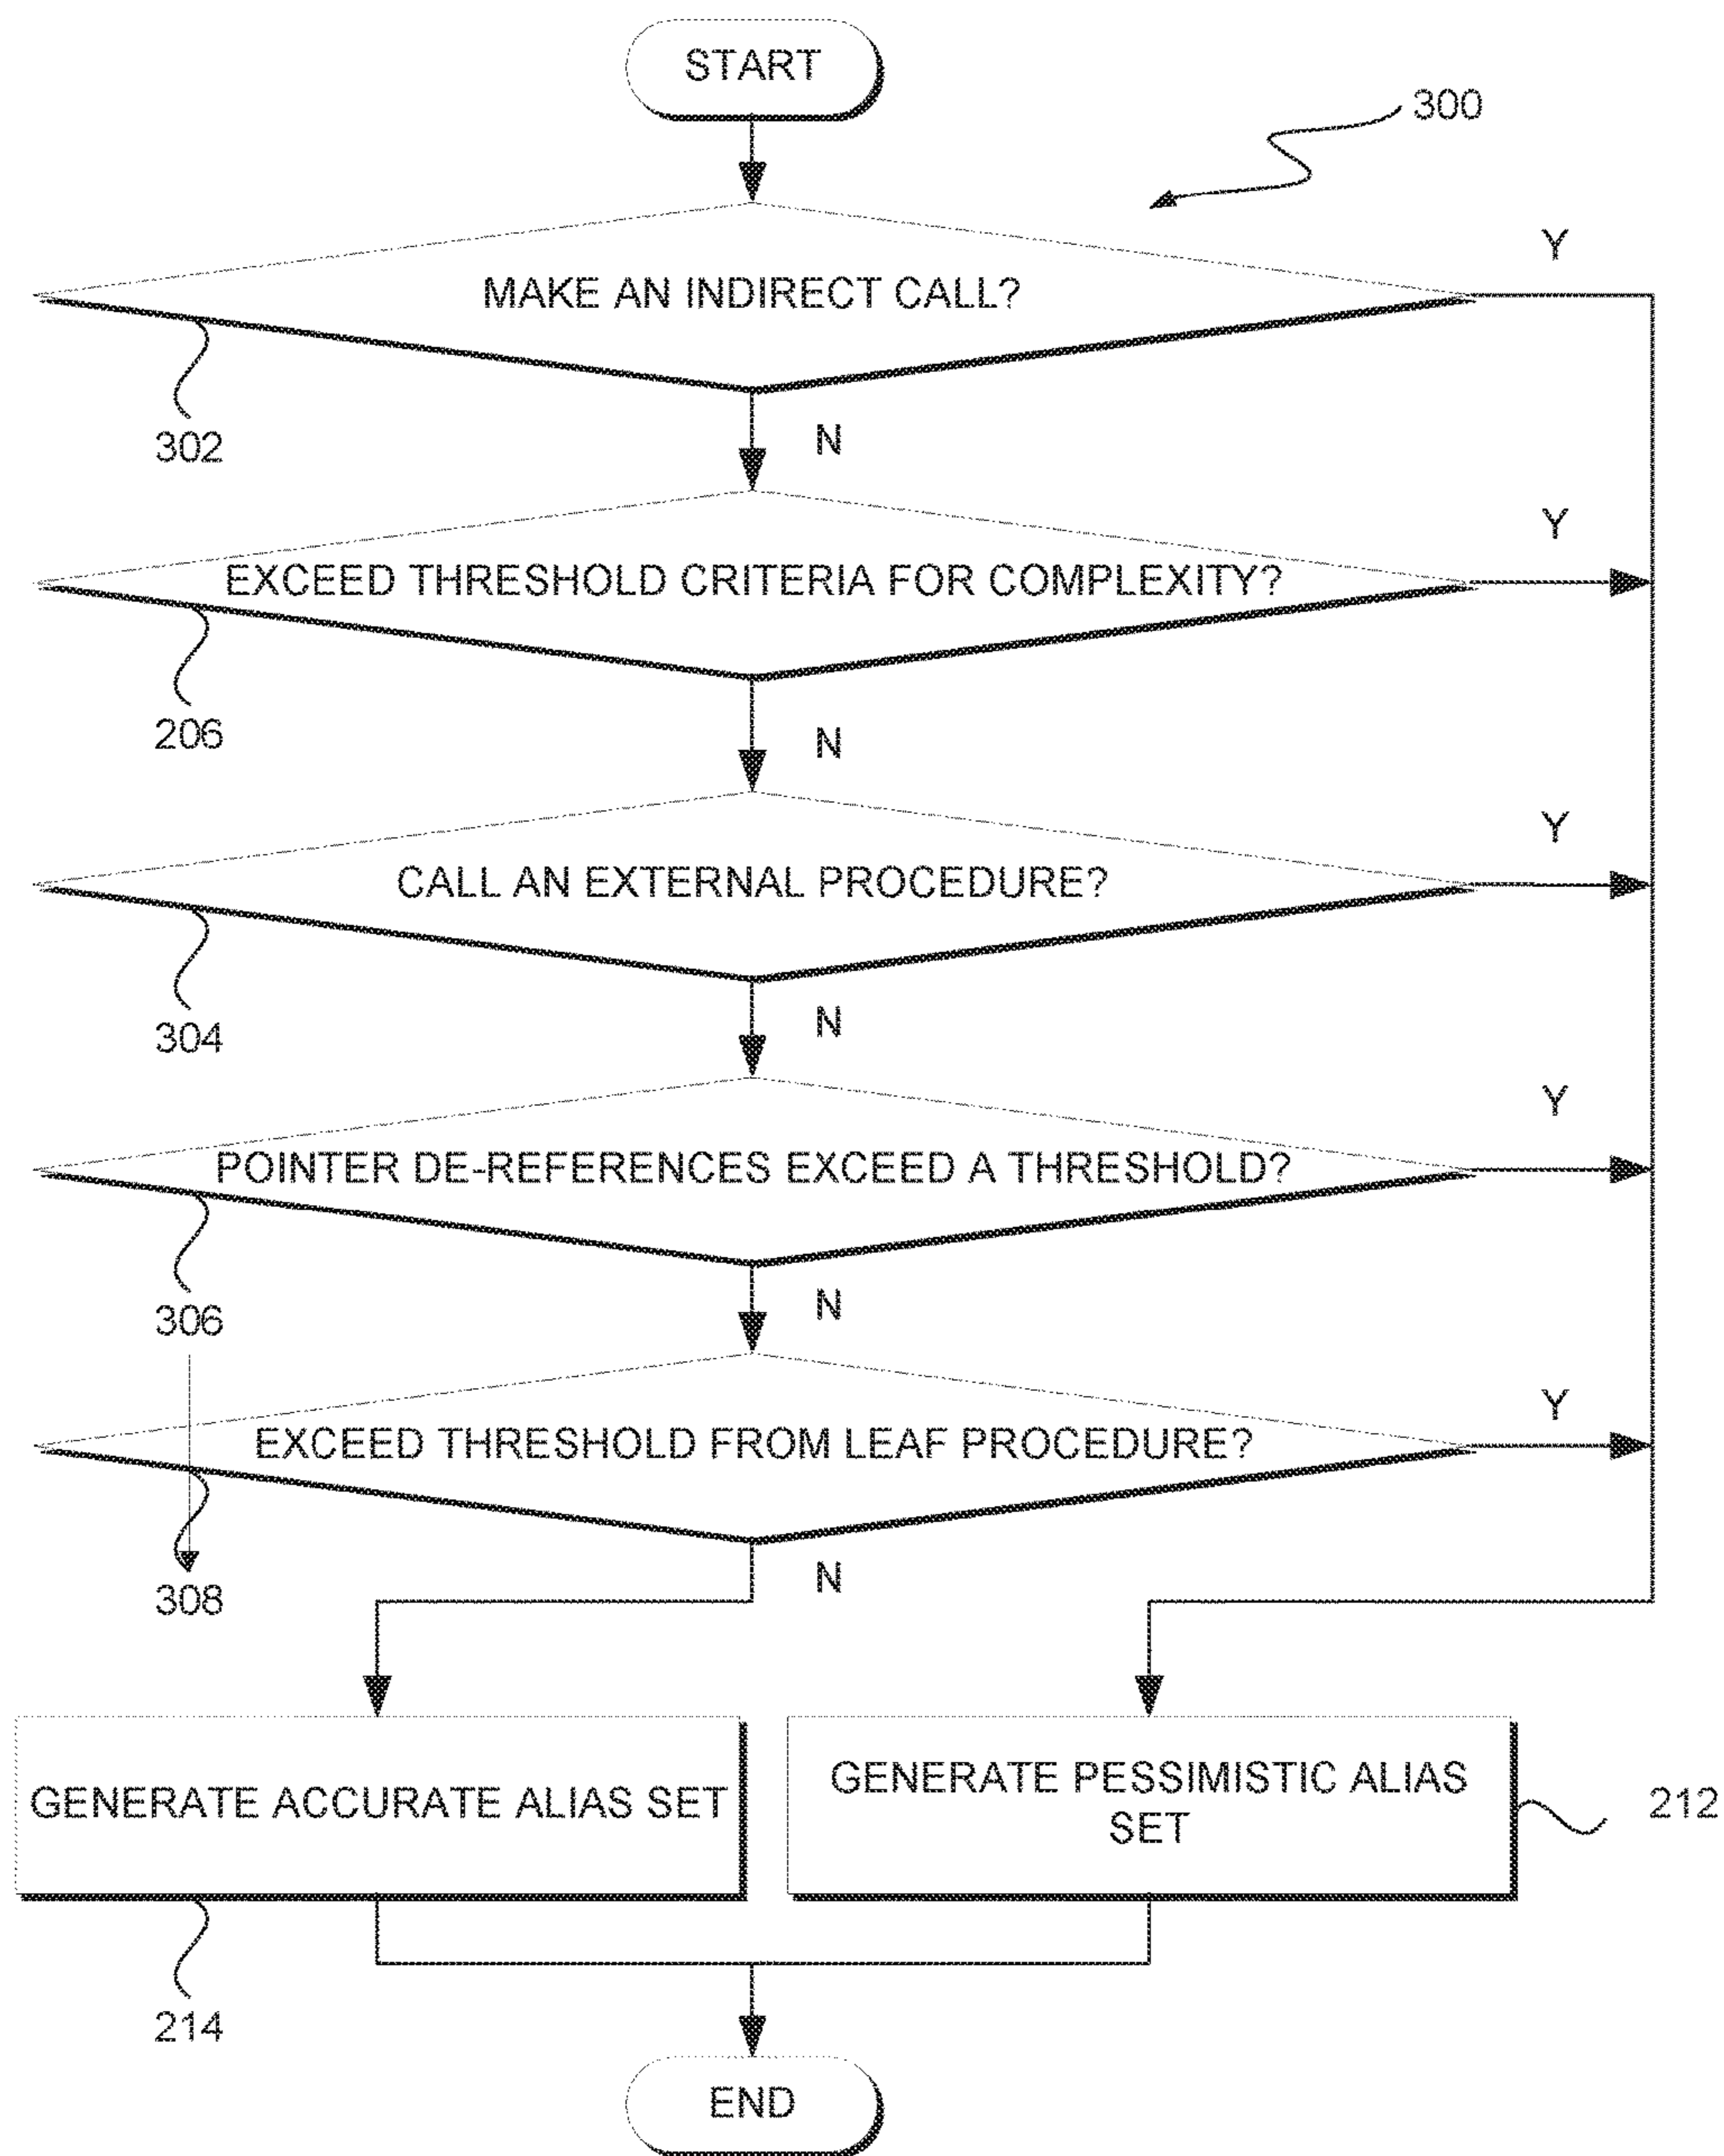 START
300
MAKE AN INDIRECT CALL?
Y
302
N
EXCEED THRESHOLD CRITERIA FOR COMPLEXITY?
Y
206
N
CALL AN EXTERNAL PROCEDURE?
Y
304
N
POINTER DE-REFERENCES EXCEED A THRESHOLD?
Y
306
N
EXCEED THRESHOLD FROM LEAF PROCEDURE?
Y
308
N
GENERATE ACCURATE ALIAS SET
GENERATE PESSIMISTIC ALIAS
SET
212
214
END